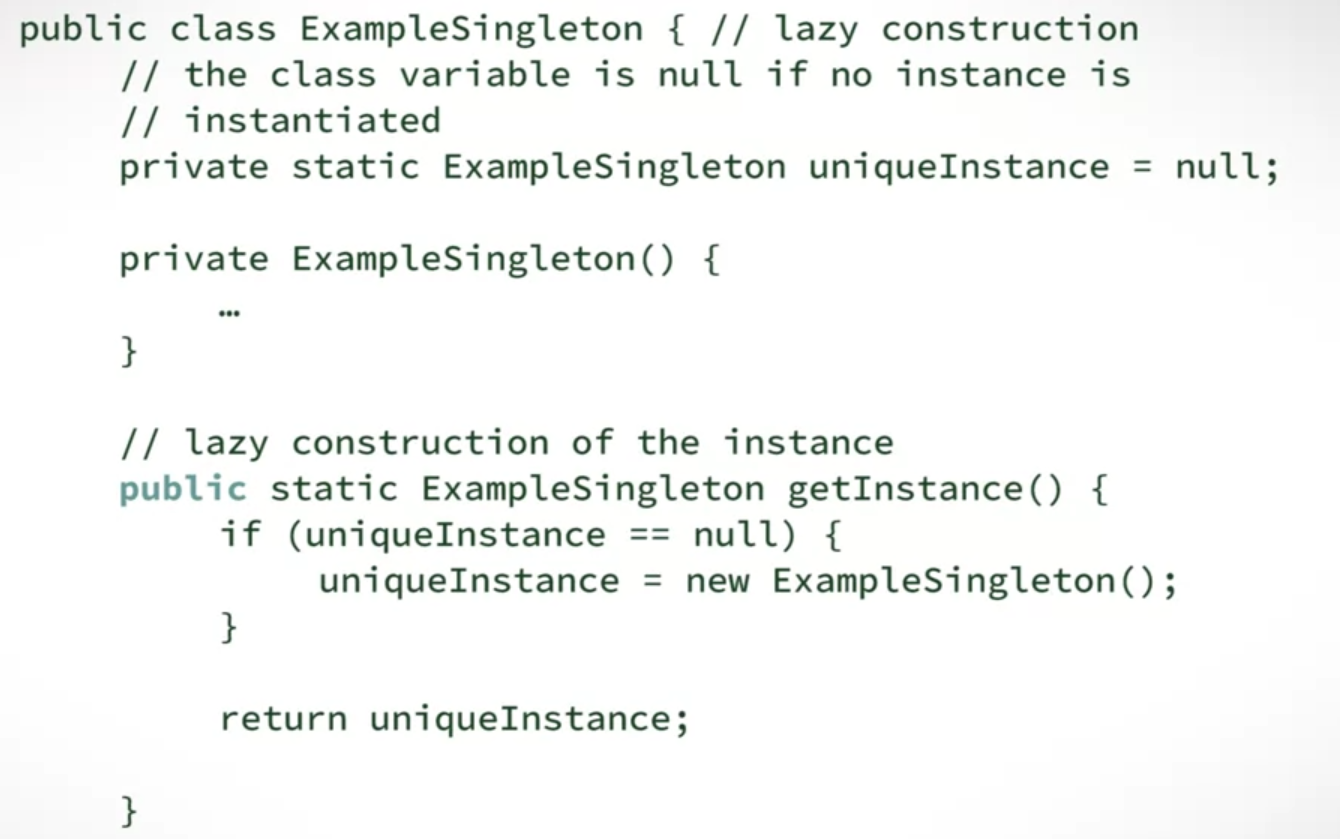 public class ExampleSingleton { // lazy construction
// the class variable is null if no instance is
// instantiated
private static ExampleSingleton uniqueInstance = null;
private ExampleSingleton() {
…
}
// lazy construction of the instance
public static ExampleSingleton getInstance() {
if (uniqueInstance == null) {
uniqueInstance = new ExampleSingleton();
}
return uniqueInstance;
}